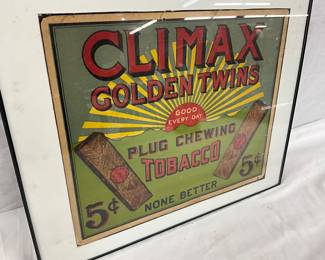 CLIMAX
GOLDEN TWINS
GOOD
EVERY DAY
PLUG CHEWING
TOBACCO
5¢ 5¢
NONE BETTER